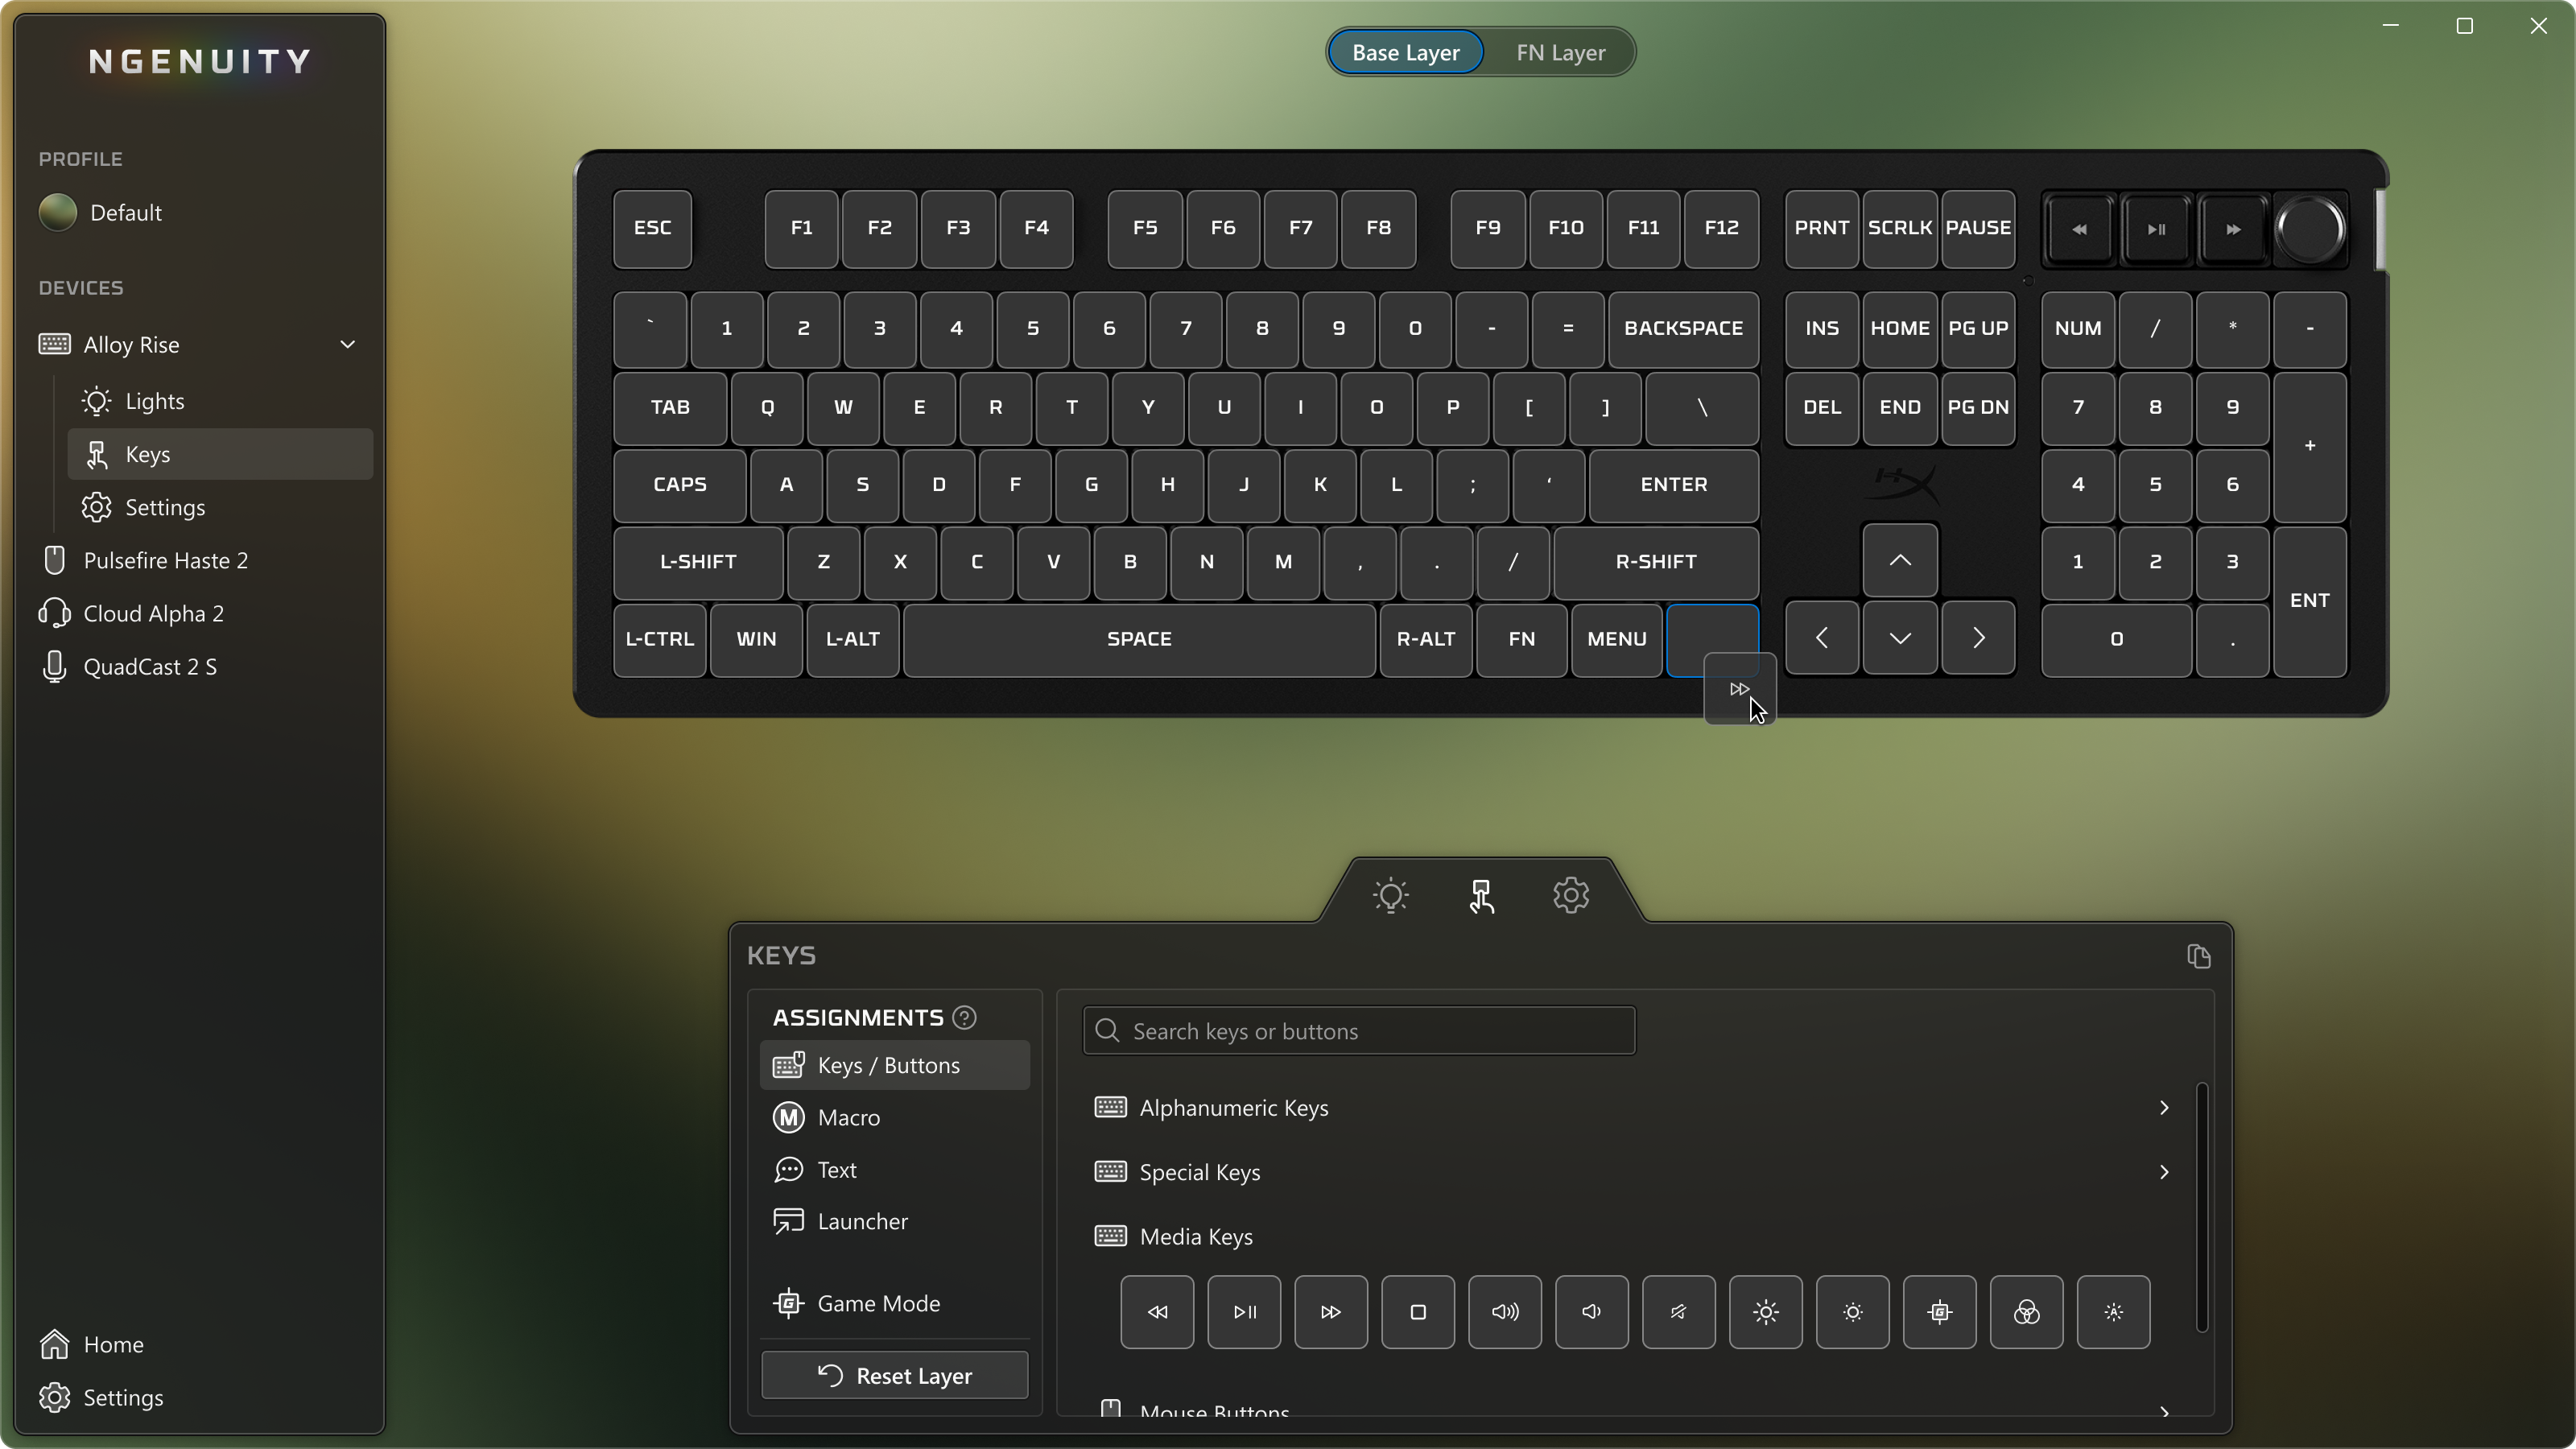 NGENUITY
PROFILE
Default
DEVICES
Alloy Rise
Lights
Keys
Settings
Pulsefire Haste 2
Cloud Alpha 2
QuadCast 2 S
Home
Settings
Base Layer FN Layer
ESC F1 F2 F3 F4 F5 F6 F7 F8 F9 F10 F11 F12 PRNT SCRLK PAUSE
` 1 2 3 4 5 6 7 8 9 0 - = BACKSPACE INS HOME PG UP NUM / * -
TAB Q W E R T Y U I O P [ ] \ DEL END PG DN 7 8 9 +
CAPS A S D F G H J K L ; ‘ ENTER HX 4 5 6
L-SHIFT Z X C V B N M , . / R-SHIFT 1 2 3 ENT
L-CTRL WIN L-ALT SPACE R-ALT FN MENU 0 .
KEYS
ASSIGNMENTS ?
Keys / Buttons
M Macro
Text
Launcher
G Game Mode
Reset Layer
Search keys or buttons
Alphanumeric Keys
Special Keys
Media Keys
G A
Mouse Buttons